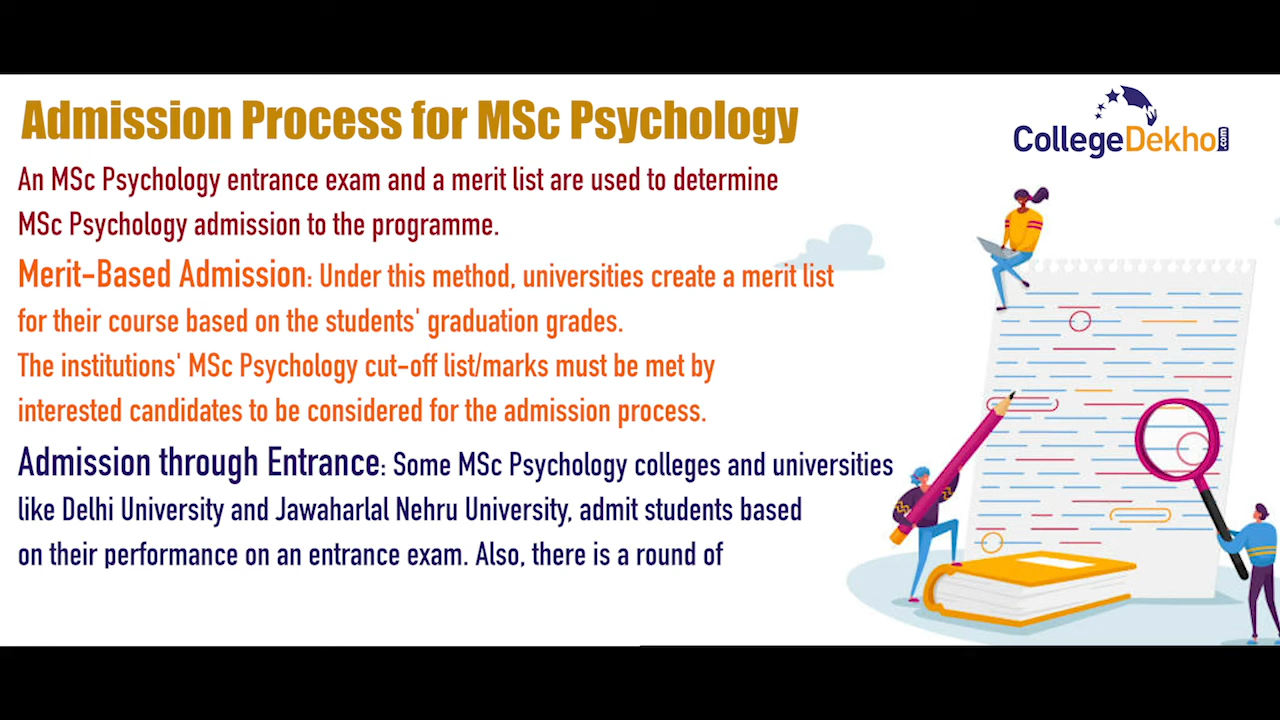 Admission Process for MSc Psychology
CollegeDekho.com
An MSc Psychology entrance exam and a merit list are used to determine
MSc Psychology admission to the programme.
Merit-Based Admission: Under this method, universities create a merit list
for their course based on the students' graduation grades.
The institutions' MSc Psychology cut-off list/marks must be met by
interested candidates to be considered for the admission process.
Admission through Entrance: Some MSc Psychology colleges and universities
like Delhi University and Jawaharlal Nehru University, admit students based
on their performance on an entrance exam. Also, there is a round of